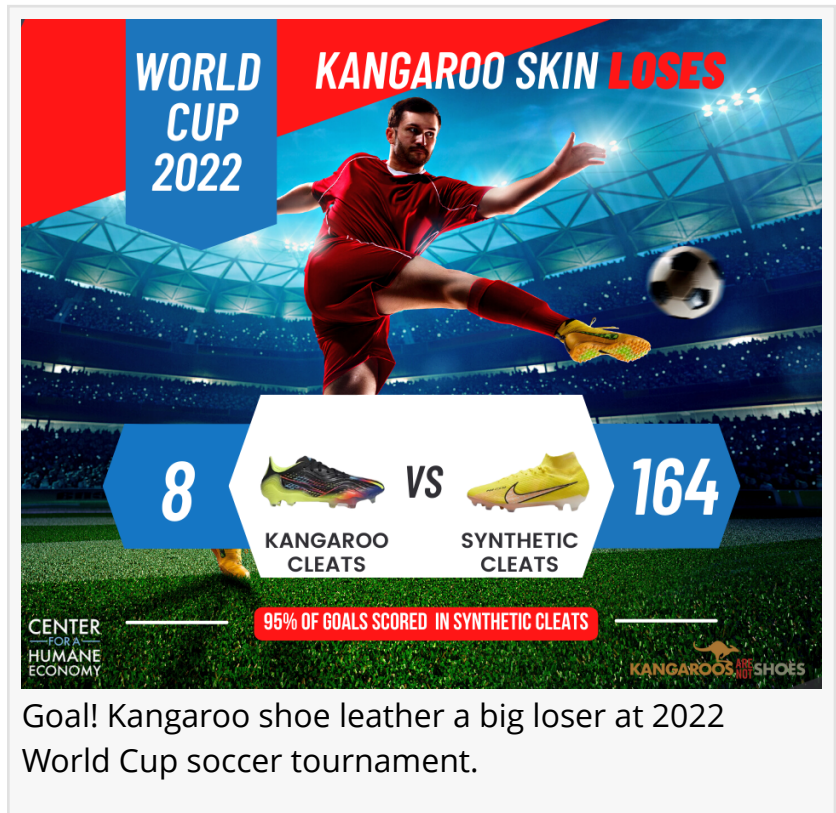 WORLD
CUP
2022
KANGAROO SKIN LOSES
8
KANGAROO
CLEATS
VS
SYNTHETIC
CLEATS
164
95% OF GOALS SCORED IN SYNTHETIC CLEATS
CENTER
FOR A
HUMANE
ECONOMY
KANGAROOS ARE NOT SHOES
Goal! Kangaroo shoe leather a big loser at 2022
World Cup soccer tournament.